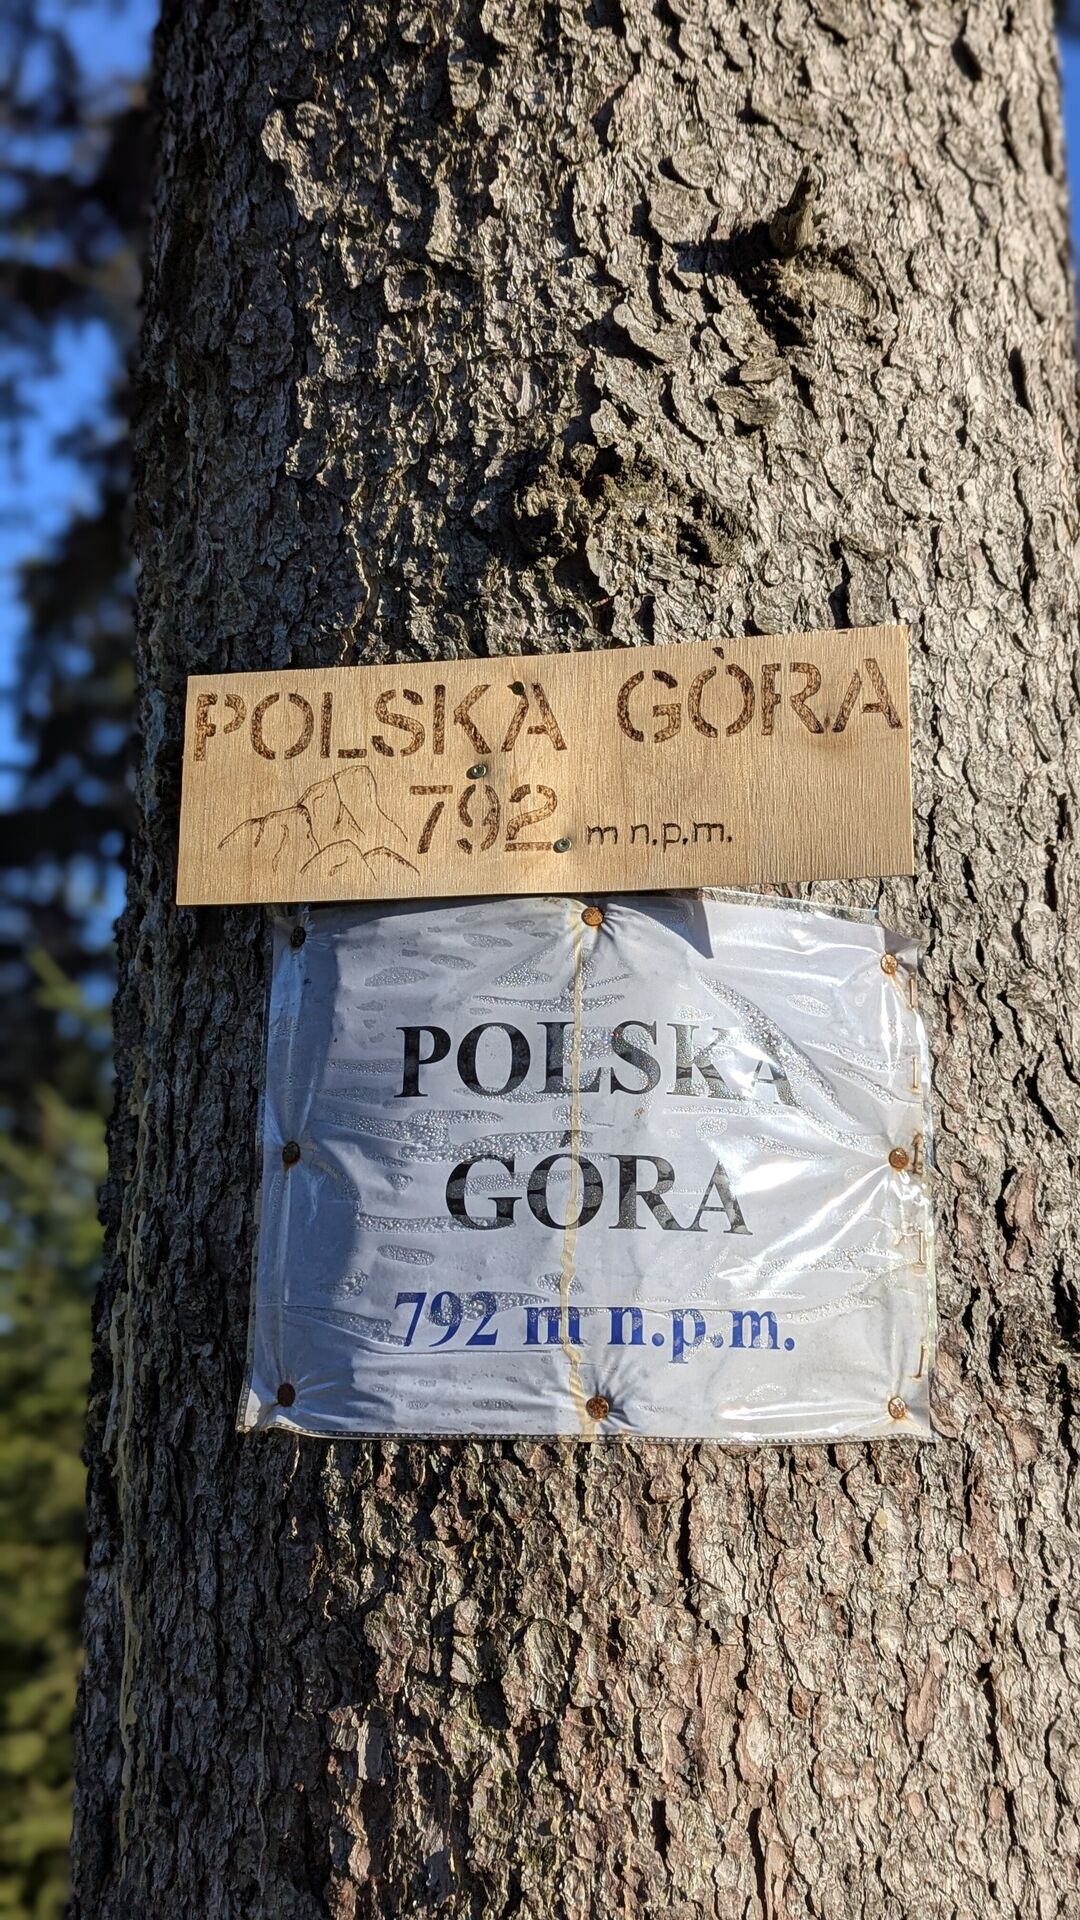 POLSKA GÓRA
792 m n.p.m.
POLSKA
GÓRA
792 m n.p.m.